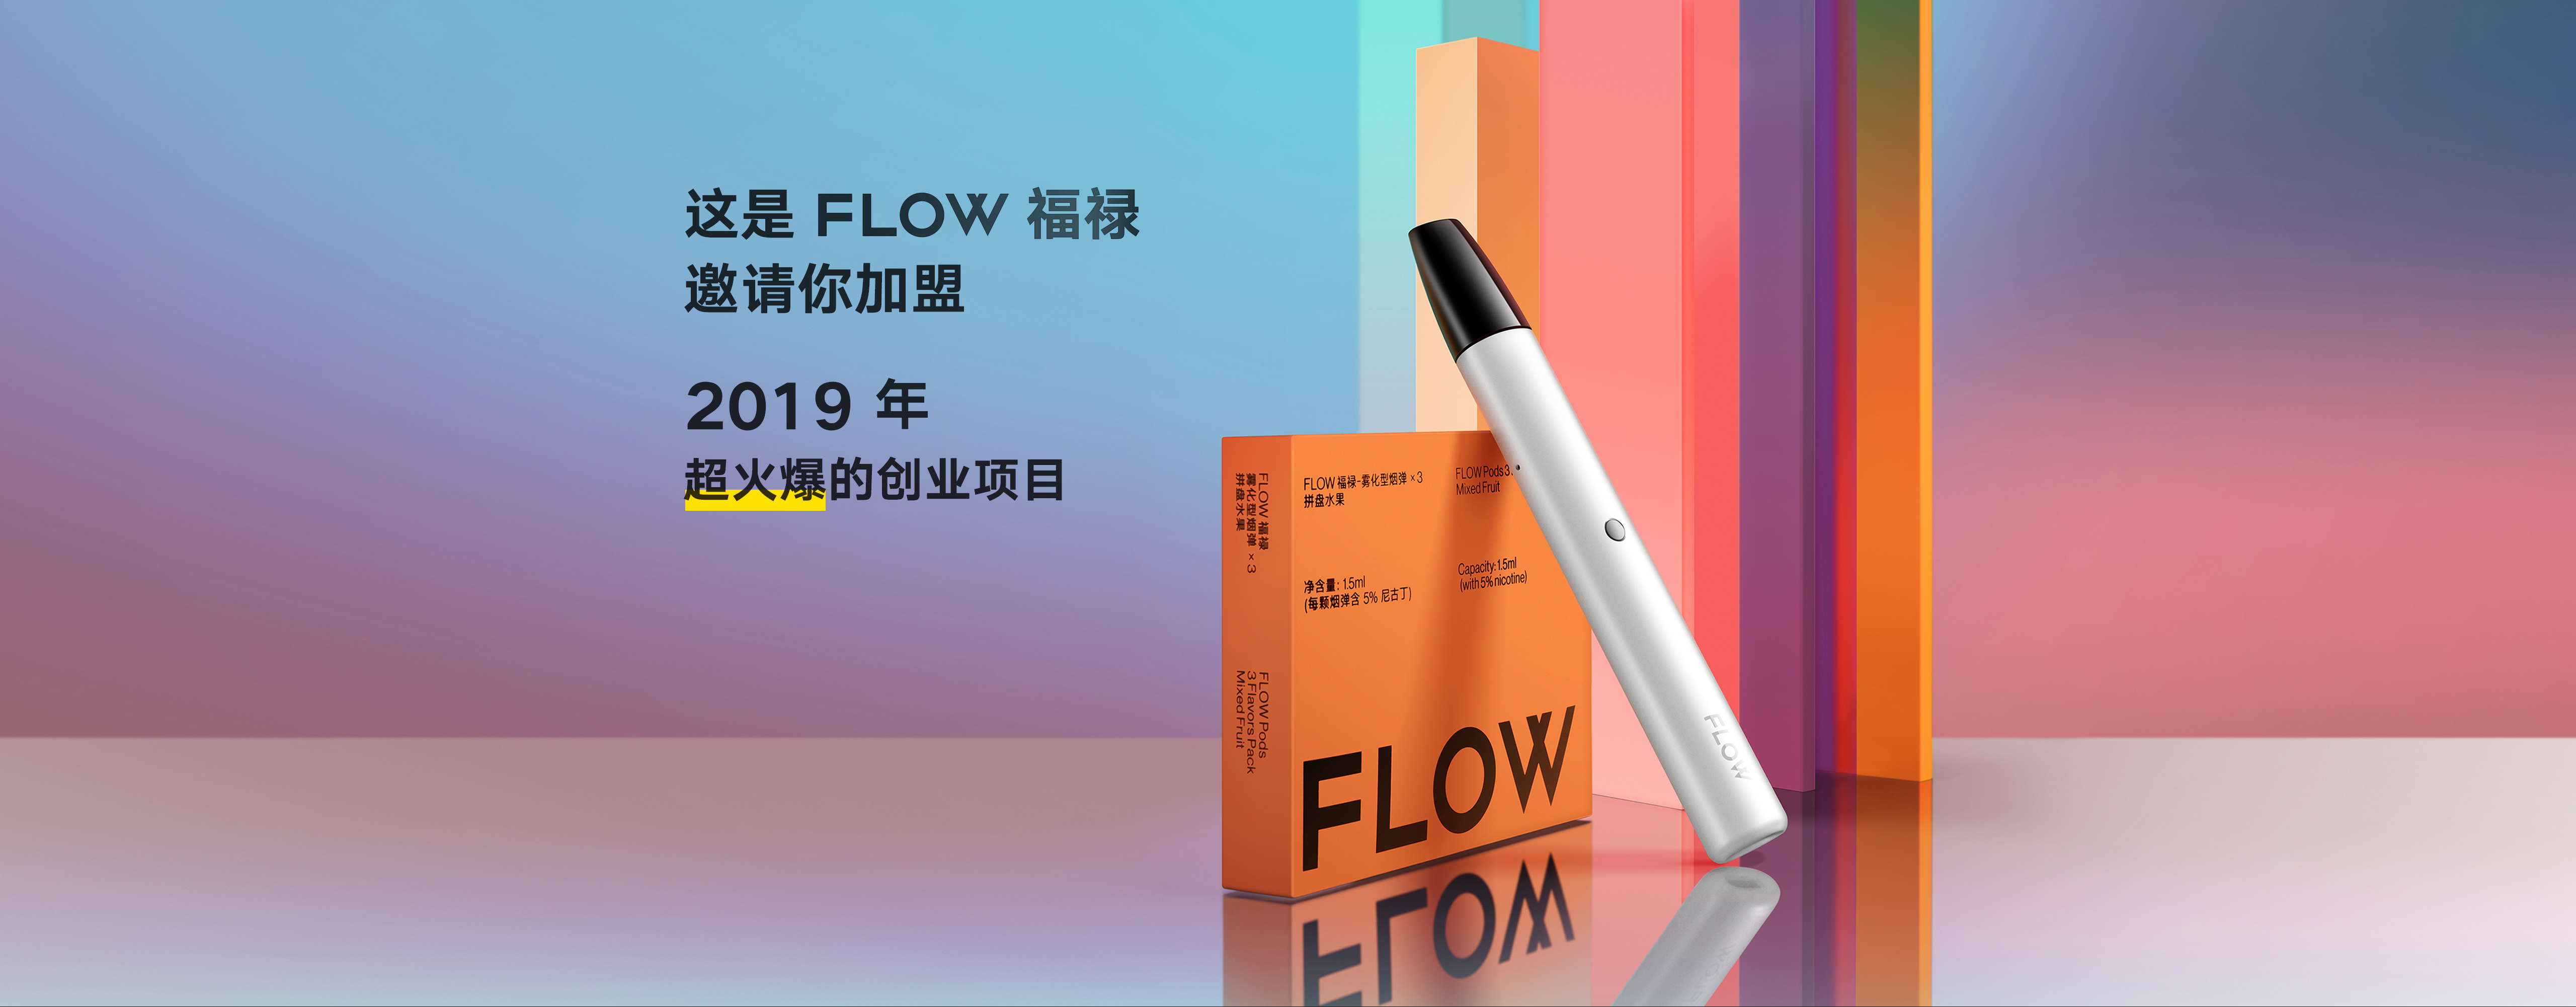 这是 FLOW 福禄
邀请你加盟
2019 年
超火爆的创业项目
FLOW 福禄
雾化型烟弹 ×3
拼盘水果
FLOW Pods
3 Flavors Pack
Mixed Fruit
FLOW 福禄-雾化型烟弹 ×3
拼盘水果
FLOW Pods 3
Mixed Fruit
净含量: 1.5ml
(每颗烟弹含 5% 尼古丁)
Capacity: 1.5ml
(with 5% nicotine)
FLOW
FLOW